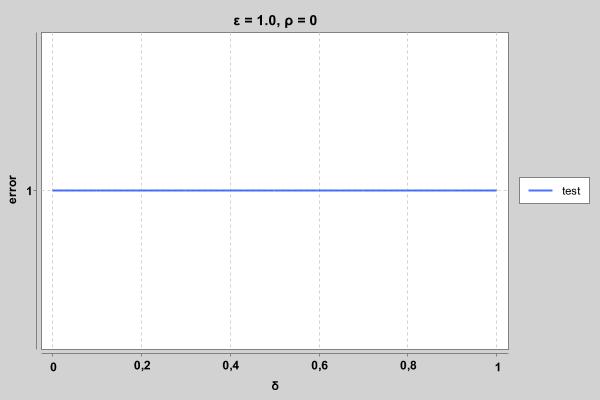 ε = 1.0, ρ = 0
error
1
test
0
0,2
0,4
0,6
0,8
1
δ